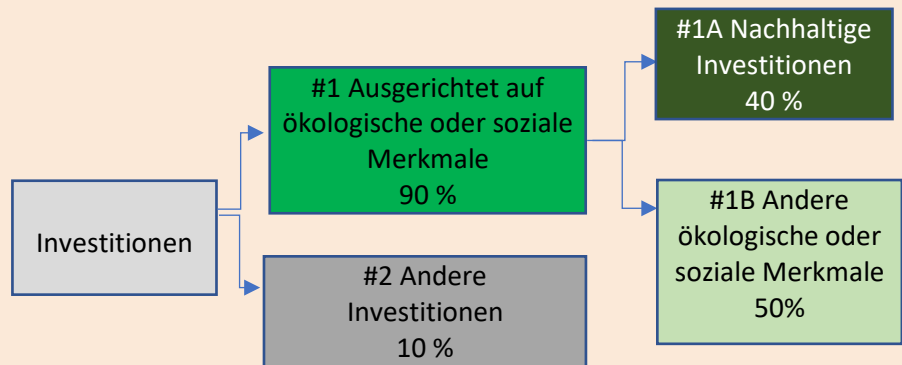 Investitionen
#1 Ausgerichtet auf
ökologische oder soziale
Merkmale
90 %
#2 Andere
Investitionen
10 %
#1A Nachhaltige
Investitionen
40 %
#1B Andere
ökologische oder
soziale Merkmale
50%